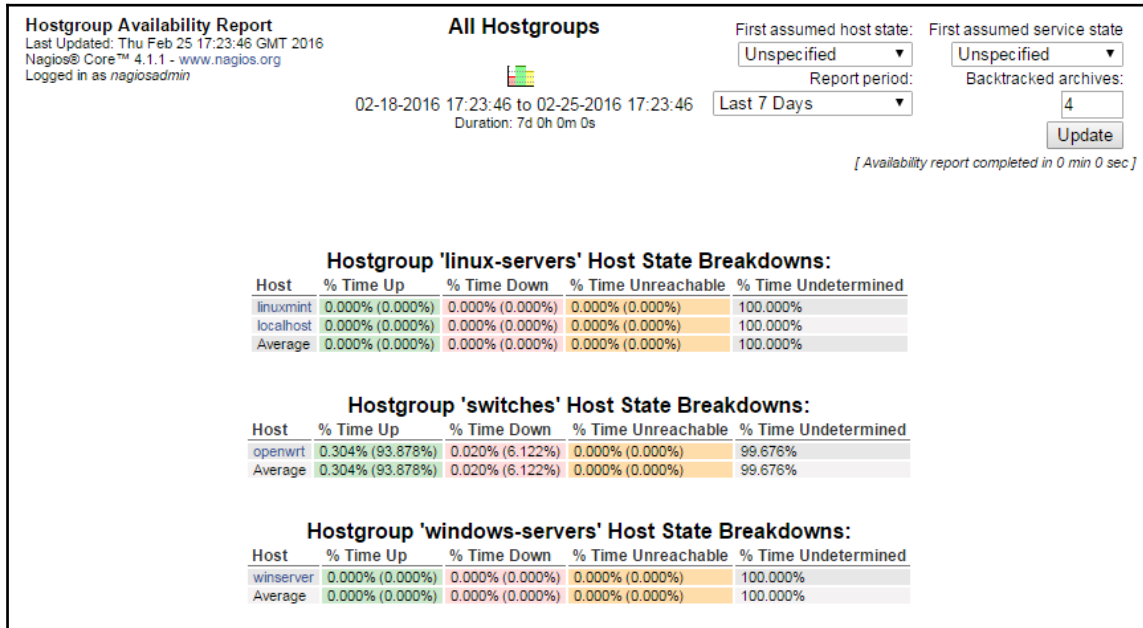 Hostgroup Availability Report
Last Updated: Thu Feb 25 17:23:46 GMT 2016
Nagios® Core™ 4.1.1 - www.nagios.org
Logged in as nagiosadmin
All Hostgroups
02-18-2016 17:23:46 to 02-25-2016 17:23:46
Duration: 7d 0h 0m 0s
First assumed host state: First assumed service state
Unspecified Unspecified
Report period: Backtracked archives:
Last 7 Days 4
Update
[ Availability report completed in 0 min 0 sec ]
Hostgroup 'linux-servers' Host State Breakdowns:
Host % Time Up % Time Down % Time Unreachable % Time Undetermined
linuxmint 0.000% (0.000%) 0.000% (0.000%) 0.000% (0.000%) 100.000%
localhost 0.000% (0.000%) 0.000% (0.000%) 0.000% (0.000%) 100.000%
Average 0.000% (0.000%) 0.000% (0.000%) 0.000% (0.000%) 100.000%
Hostgroup 'switches' Host State Breakdowns:
Host % Time Up % Time Down % Time Unreachable % Time Undetermined
openwrt 0.304% (93.878%) 0.020% (6.122%) 0.000% (0.000%) 99.676%
Average 0.304% (93.878%) 0.020% (6.122%) 0.000% (0.000%) 99.676%
Hostgroup 'windows-servers' Host State Breakdowns:
Host % Time Up % Time Down % Time Unreachable % Time Undetermined
winserver 0.000% (0.000%) 0.000% (0.000%) 0.000% (0.000%) 100.000%
Average 0.000% (0.000%) 0.000% (0.000%) 0.000% (0.000%) 100.000%